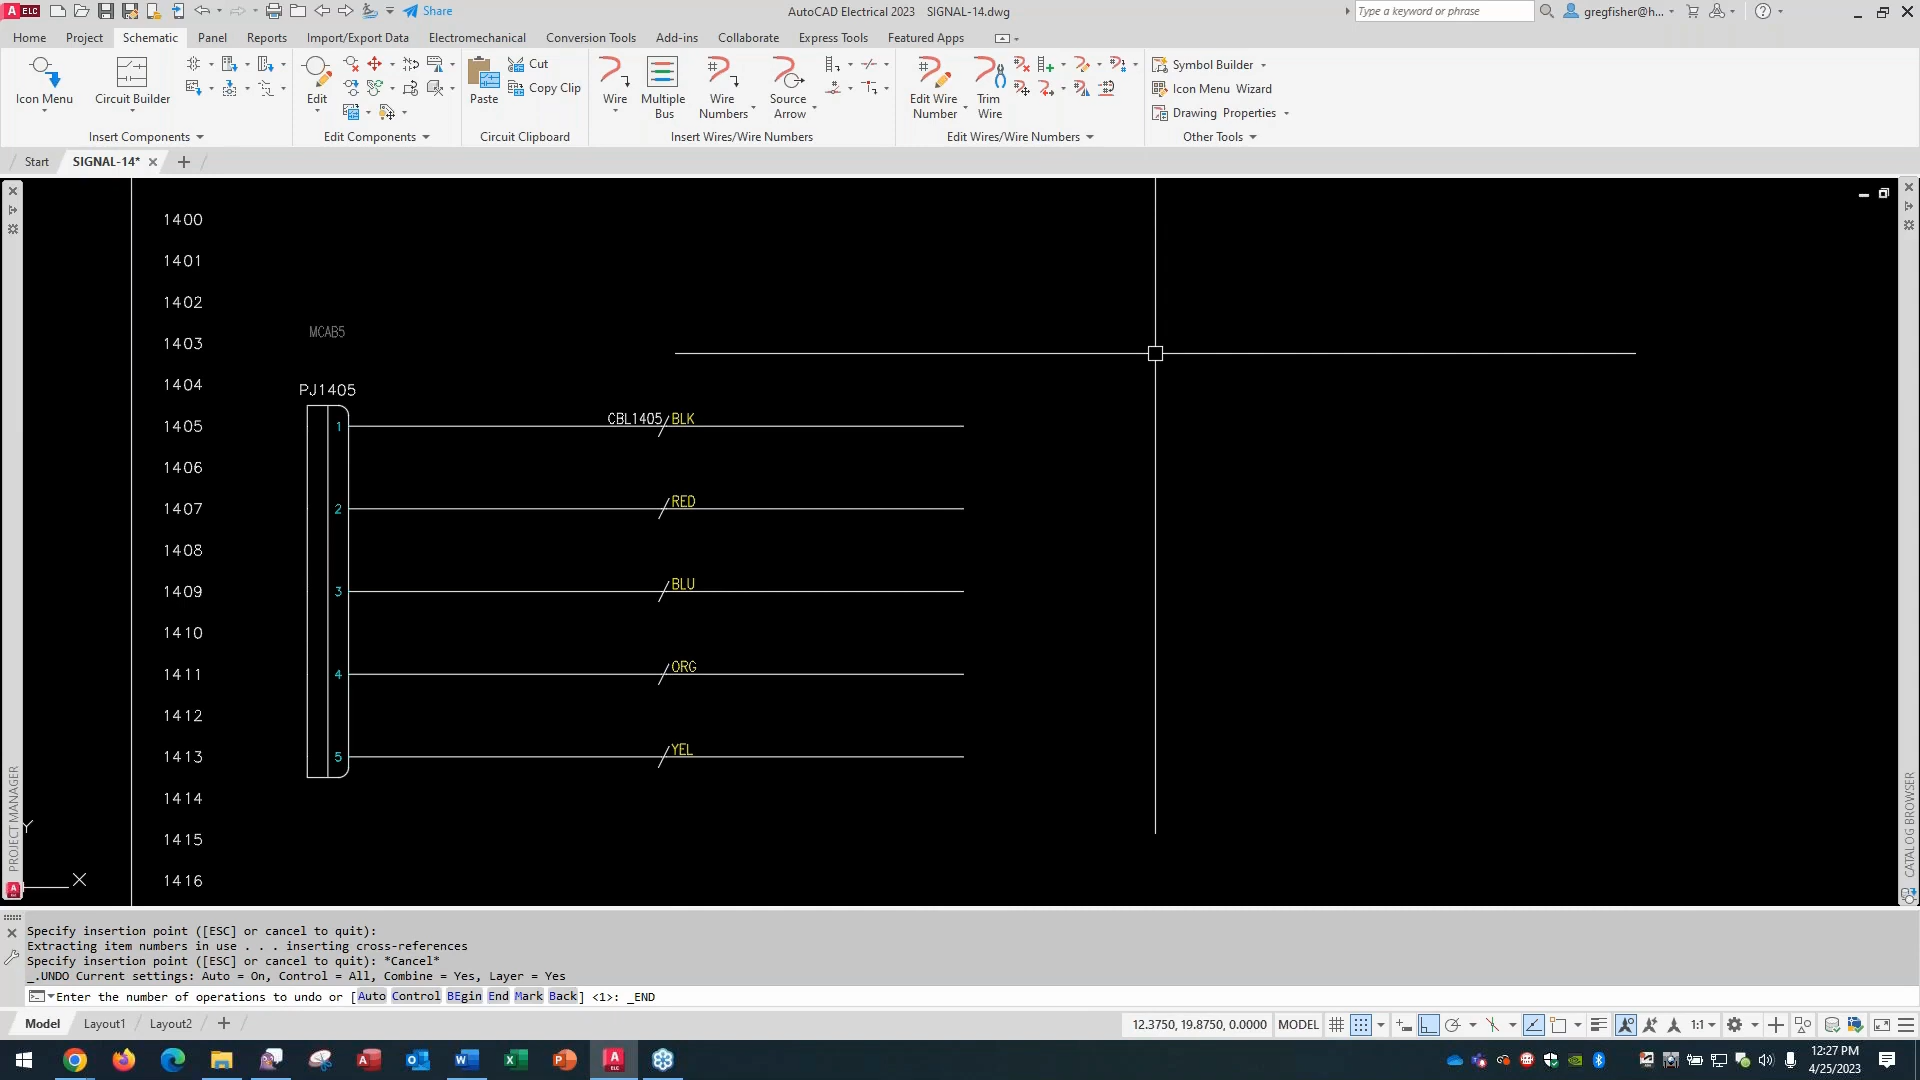 A ELC
Share
AutoCAD Electrical 2023 SIGNAL-14.dwg
Type a keyword or phrase
gregfisher@h...
Home Project Schematic Panel Reports Import/Export Data Electromechanical Conversion Tools Add-ins Collaborate Express Tools Featured Apps
Icon Menu
Circuit Builder
Edit
Paste
Cut
Copy Clip
Wire
Multiple Bus
Wire Numbers
Source Arrow
Edit Wire Number
Trim Wire
Symbol Builder
Icon Menu Wizard
Drawing Properties
Insert Components Edit Components Circuit Clipboard Insert Wires/Wire Numbers Edit Wires/Wire Numbers Other Tools
Start SIGNAL-14*
1400
1401
1402
MCAB5
1403
1404 PJ1405
1405 1 CBL1405 BLK
1406
1407 2 RED
1408
1409 3 BLU
1410
1411 4 ORG
1412
1413 5 YEL
1414
1415
1416
Y
X
PROJECT MANAGER
CATALOG BROWSER
Specify insertion point ([ESC] or cancel to quit):
Extracting item numbers in use . . . inserting cross-references
Specify insertion point ([ESC] or cancel to quit): *Cancel*
_.UNDO Current settings: Auto = On, Control = All, Combine = Yes, Layer = Yes
Enter the number of operations to undo or [Auto Control BEgin End Mark Back] <1>: _END
Model Layout1 Layout2
12.3750, 19.8750, 0.0000 MODEL 1:1
12:27 PM
4/25/2023